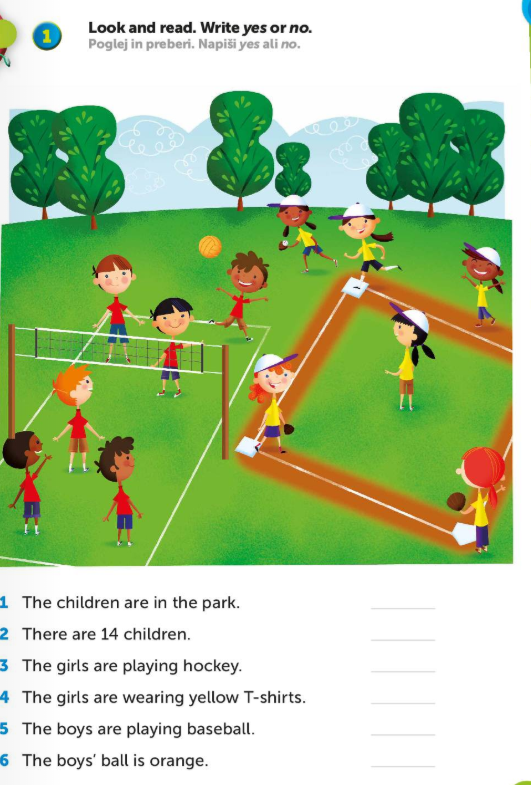 1 Look and read. Write yes or no.
Poglej in preberi. Napiši yes ali no.
1 The children are in the park.
2 There are 14 children.
3 The girls are playing hockey.
4 The girls are wearing yellow T-shirts.
5 The boys are playing baseball.
6 The boys’ ball is orange.